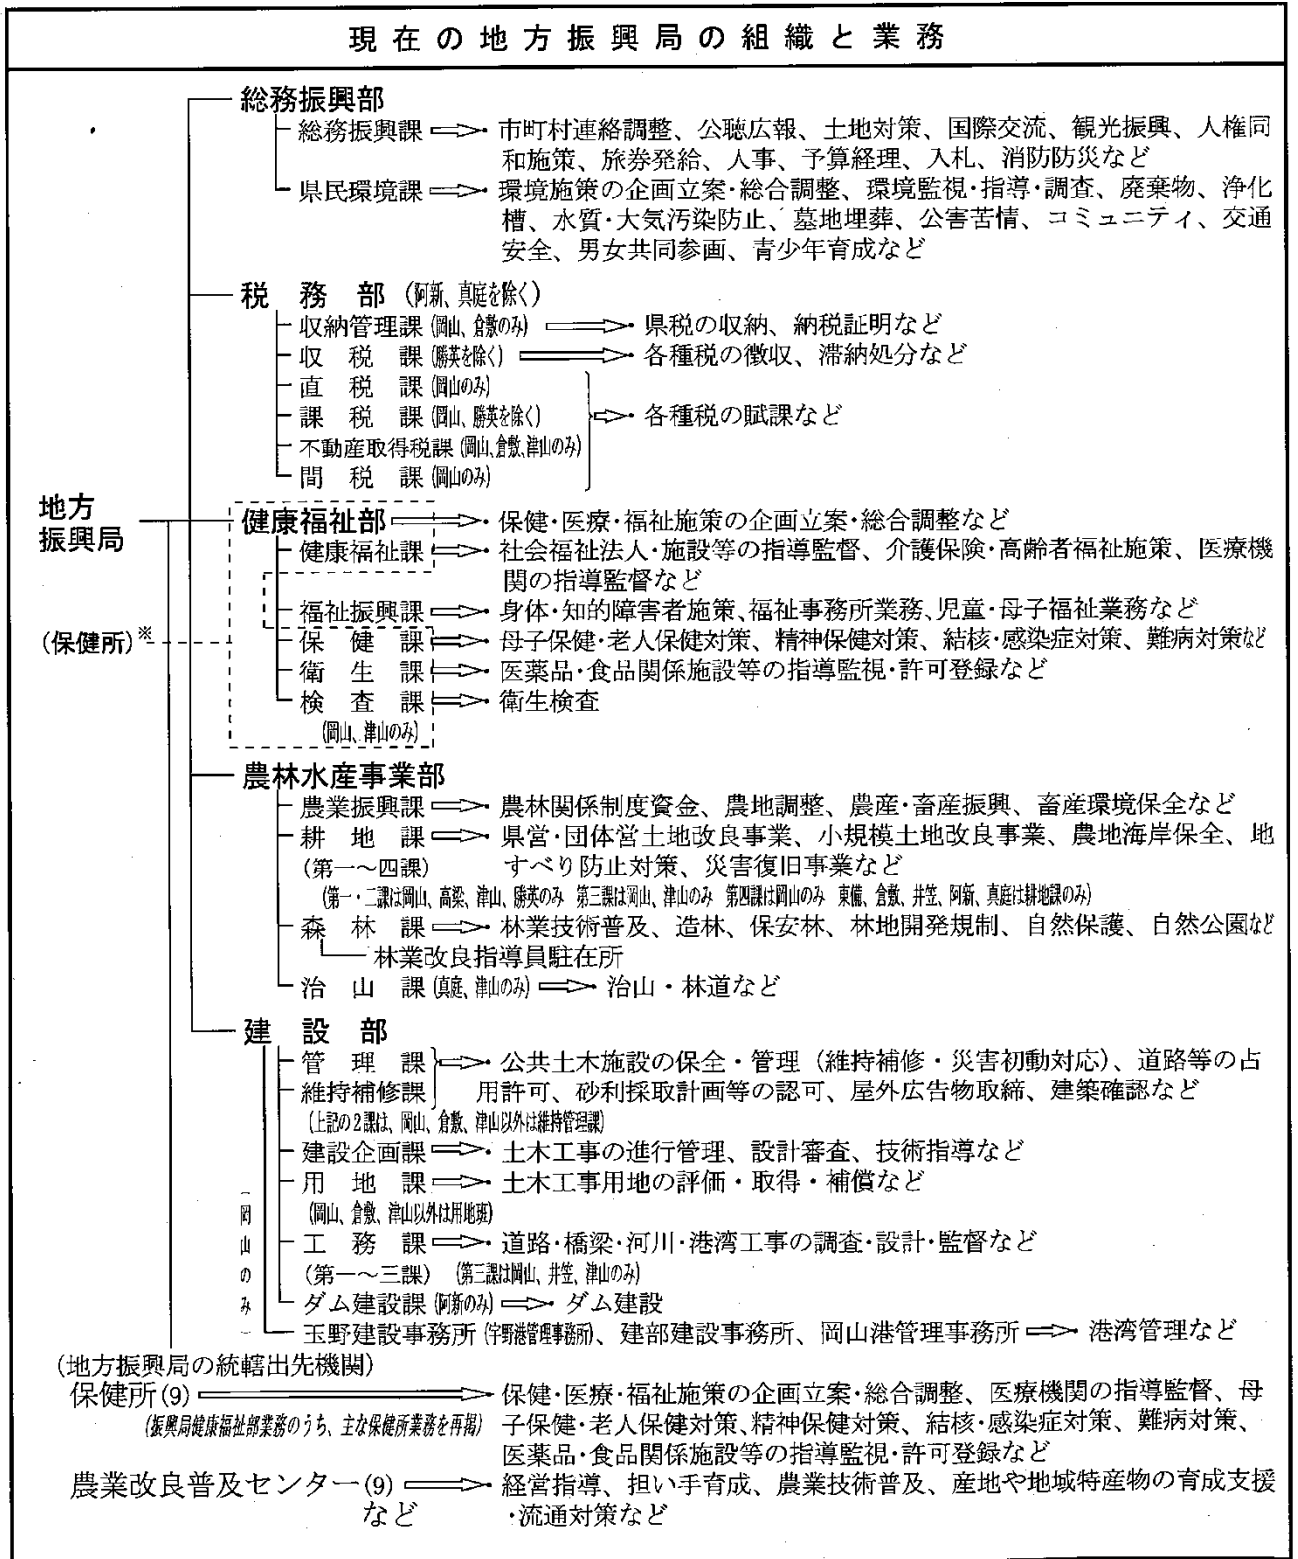 現在の地方振興局の組織と業務
総務振興部
総務振興課 ⇒・市町村連絡調整、公聴広報、土地対策、国際交流、観光振興、人権同
和施策、旅券発給、人事、予算経理、入札、消防防災など
県民環境課 ⇒・環境施策の企画立案・総合調整、環境監視・指導・調査、廃棄物、浄化
槽、水質・大気汚染防止、墓地埋葬、公害苦情、コミュニティ、交通
安全、男女共同参画、青少年育成など
税務部 (阿新、真庭を除く)
収納管理課 (岡山、倉敷のみ) ⇒・県税の収納、納税証明など
収税課 (勝英を除く) ⇒・各種税の徴収、滞納処分など
直税課 (岡山のみ)
課税課 (岡山、勝英を除く) ⇒・各種税の賦課など
不動産取得税課 (岡山、倉敷、津山のみ)
間税課 (岡山のみ)
地方
振興局
健康福祉部 ⇒・保健・医療・福祉施策の企画立案・総合調整など
健康福祉課 ⇒・社会福祉法人・施設等の指導監督、介護保険・高齢者福祉施策、医療機
関の指導監督など
福祉振興課 ⇒・身体・知的障害者施策、福祉事務所業務、児童・母子福祉業務など
(保健所)※
保健課 ⇒・母子保健・老人保健対策、精神保健対策、結核・感染症対策、難病対策など
衛生課 ⇒・医薬品・食品関係施設等の指導監視・許可登録など
検査課 ⇒・衛生検査
(岡山、津山のみ)
農林水産事業部
農業振興課 ⇒・農林関係制度資金、農地調整、農産・畜産振興、畜産環境保全など
耕地課 ⇒・県営・団体営土地改良事業、小規模土地改良事業、農地海岸保全、地
(第一〜四課) すべり防止対策、災害復旧事業など
(第一・二課は岡山、高梁、津山、勝英のみ 第三課は岡山、津山のみ 第四課は岡山のみ 東備、倉敷、井笠、阿新、真庭は耕地課のみ)
森林課 ⇒・林業技術普及、造林、保安林、林地開発規制、自然保護、自然公園など
林業改良指導員駐在所
治山課 (真庭、津山のみ) ⇒・治山・林道など
建設部
管理課 ⇒・公共土木施設の保全・管理(維持補修・災害初動対応)、道路等の占
維持補修課 用許可、砂利採取計画等の認可、屋外広告物取締、建築確認など
(上記の2課は、岡山、倉敷、津山以外は維持管理課)
建設企画課 ⇒・土木工事の進行管理、設計審査、技術指導など
用地課 ⇒・土木工事用地の評価・取得・補償など
(岡山、倉敷、津山以外は用地班)
工務課 ⇒・道路・橋梁・河川・港湾工事の調査・設計・監督など
(第一〜三課) (第三課は岡山、井笠、津山のみ)
ダム建設課 (阿新のみ) ⇒・ダム建設
(岡山のみ)
玉野建設事務所 (宇野港管理事務所)、建部建設事務所、岡山港管理事務所 ⇒・港湾管理など
(地方振興局の統轄出先機関)
保健所(9) ⇒・保健・医療・福祉施策の企画立案・総合調整、医療機関の指導監督、母
(振興局健康福祉部業務のうち、主な保健所業務を再掲) 子保健・老人保健対策、精神保健対策、結核・感染症対策、難病対策、
医薬品・食品関係施設等の指導監視・許可登録など
農業改良普及センター(9) ⇒・経営指導、担い手育成、農業技術普及、産地や地域特産物の育成支援
など ・流通対策など